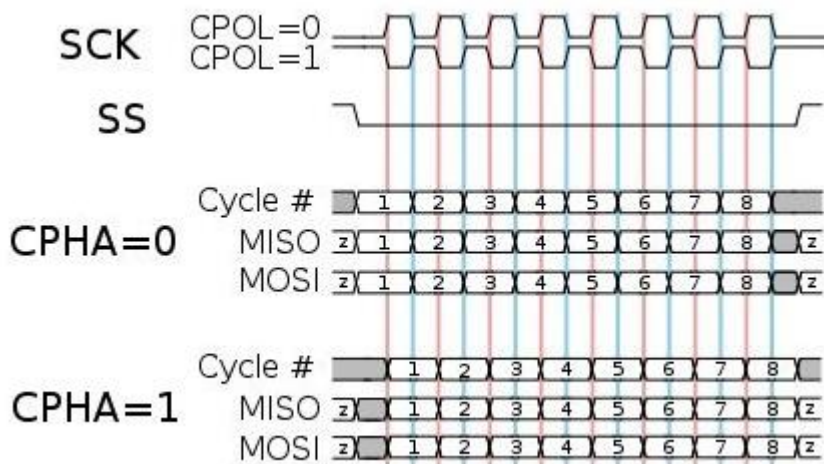 SCK CPOL=0
CPOL=1
SS
CPHA=0
Cycle # 1 2 3 4 5 6 7 8
MISO z 1 2 3 4 5 6 7 8 z
MOSI z 1 2 3 4 5 6 7 8 z
CPHA=1
Cycle # 1 2 3 4 5 6 7 8
MISO z 1 2 3 4 5 6 7 8 z
MOSI z 1 2 3 4 5 6 7 8 z